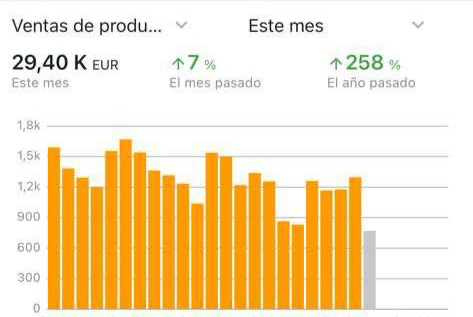 Ventas de produ... Este mes
29,40 K EUR ↑7 % ↑258 %
Este mes El mes pasado El año pasado
1,8k
1,5k
1,2k
900
600
300
0